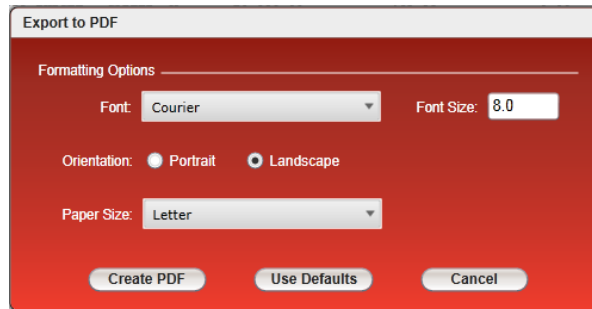 Export to PDF
Formatting Options
Font: Courier Font Size: 8.0
Orientation: Portrait Landscape
Paper Size: Letter
Create PDF Use Defaults Cancel